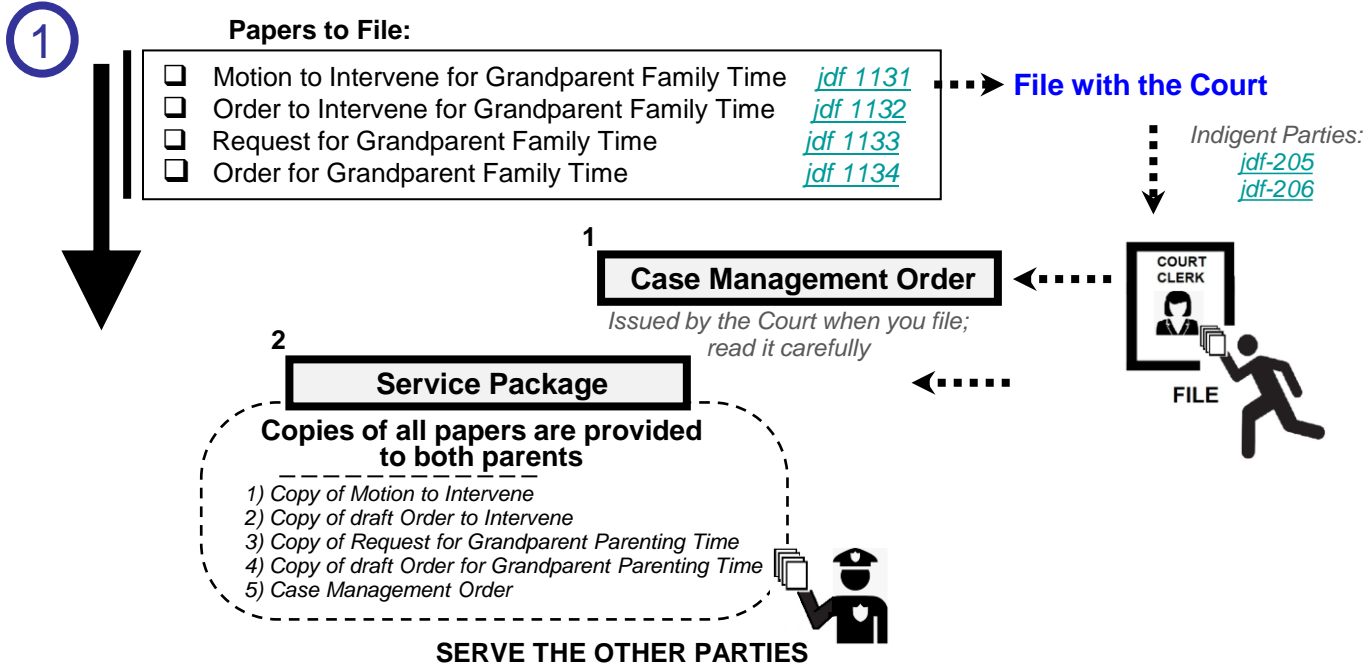 1
Papers to File:
❑ Motion to Intervene for Grandparent Family Time jdf 1131
❑ Order to Intervene for Grandparent Family Time jdf 1132
❑ Request for Grandparent Family Time jdf 1133
❑ Order for Grandparent Family Time jdf 1134
File with the Court
Indigent Parties:
jdf-205
jdf-206
COURT
CLERK
FILE
1
Case Management Order
Issued by the Court when you file;
read it carefully
2
Service Package
Copies of all papers are provided
to both parents
1) Copy of Motion to Intervene
2) Copy of draft Order to Intervene
3) Copy of Request for Grandparent Parenting Time
4) Copy of draft Order for Grandparent Parenting Time
5) Case Management Order
SERVE THE OTHER PARTIES